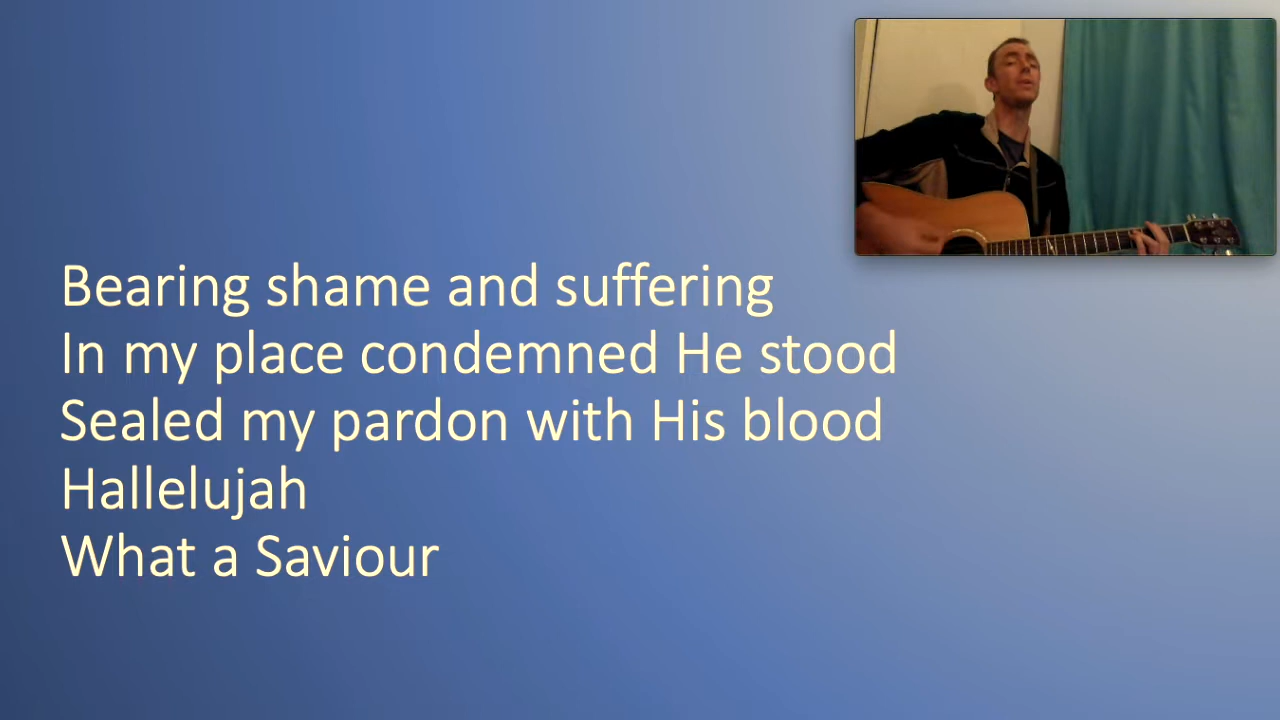 Bearing shame and suffering
In my place condemned He stood
Sealed my pardon with His blood
Hallelujah
What a Saviour